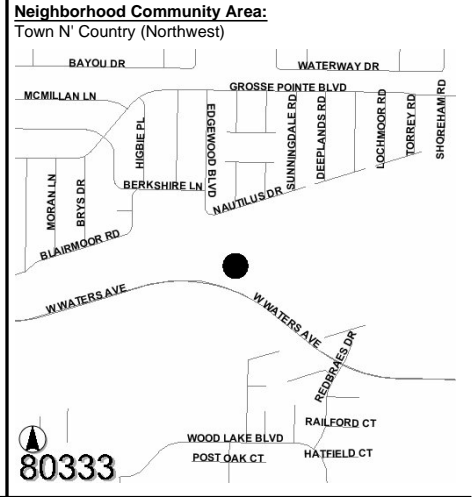 Neighborhood Community Area:
Town N' Country (Northwest)
BAYOU DR
WATERWAY DR
GROSSE POINTE BLVD
MCMILLAN LN
HIGBIE PL
EDGEWOOD BLVD
SUNNINGDALE RD
DEEPLANDS RD
LOCHMOOR RD
TORREY RD
SHOREHAM RD
MORAN LN
BRYS DR
BERKSHIRE LN
NAUTILUS DR
BLAIRMOOR RD
W WATERS AVE
W WATERS AVE
REDBRAES DR
RAILFORD CT
WOOD LAKE BLVD
POST OAK CT
HATFIELD CT
80333